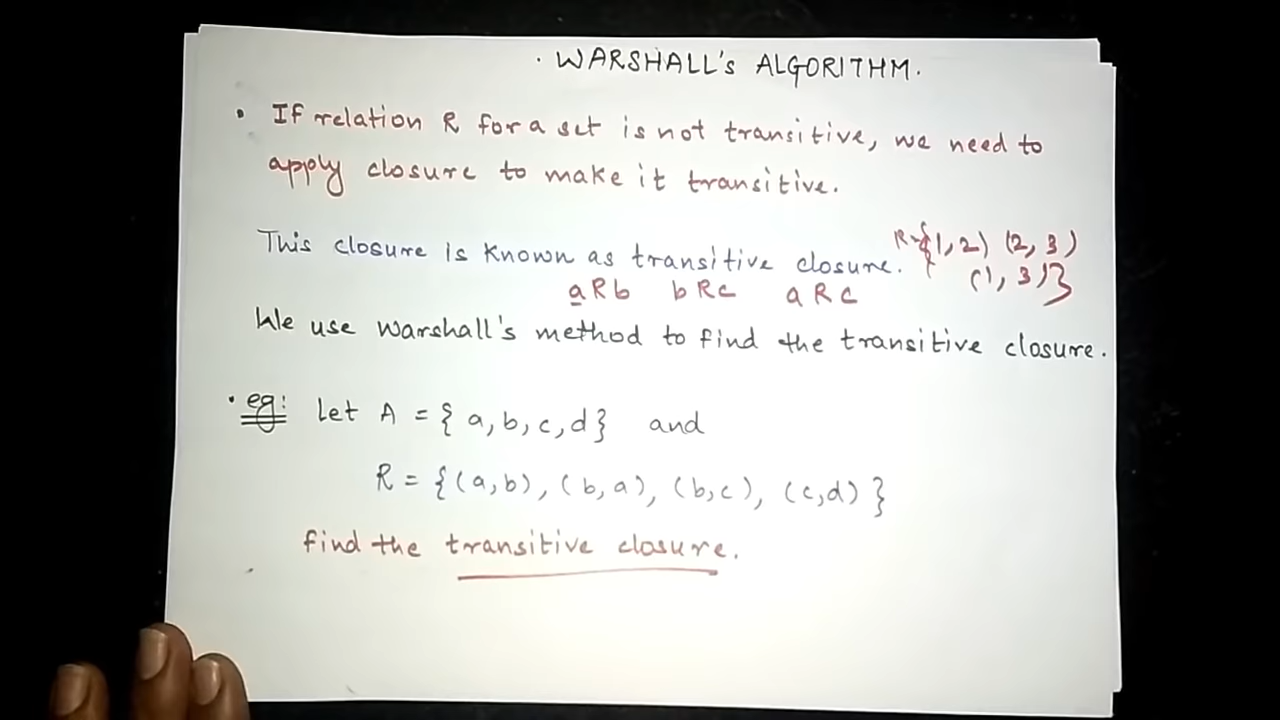 . WARSHALL's ALGORITHM.
• If relation R for a set is not transitive, we need to
apply closure to make it transitive.
This closure is known as transitive closure.
R={(1,2) (2,3)
(1,3)}
aRb bRc aRc
We use Warshall's method to find the transitive closure.
• eg: Let A = { a, b, c, d } and
R = { (a,b), (b,a), (b,c), (c,d) }
find the transitive closure.